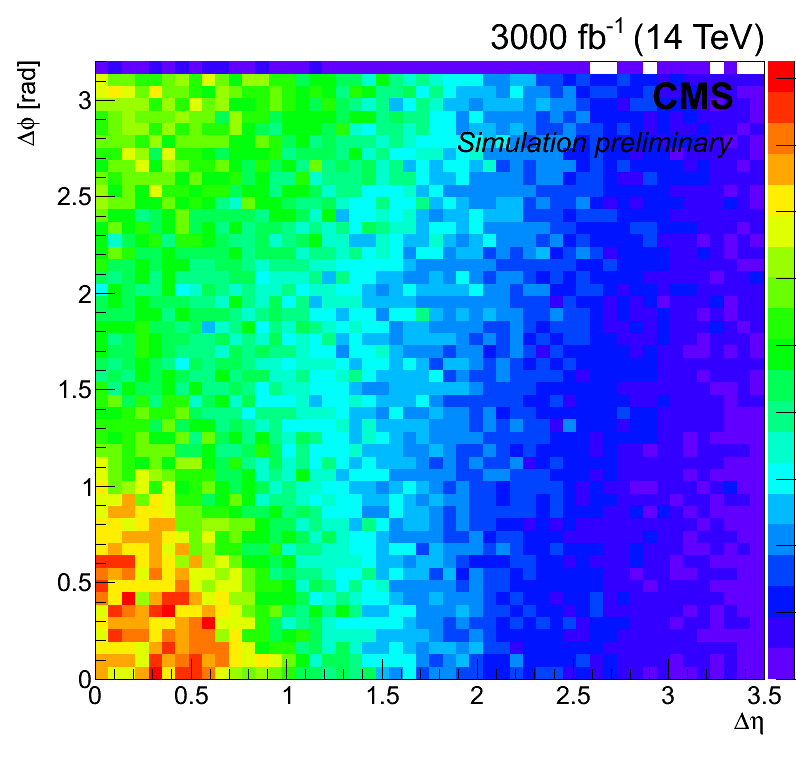 3000 fb-1 (14 TeV)
Δϕ [rad]
CMS
Simulation preliminary
3
2.5
2
1.5
1
0.5
0
0 0.5 1 1.5 2 2.5 3 3.5
Δη